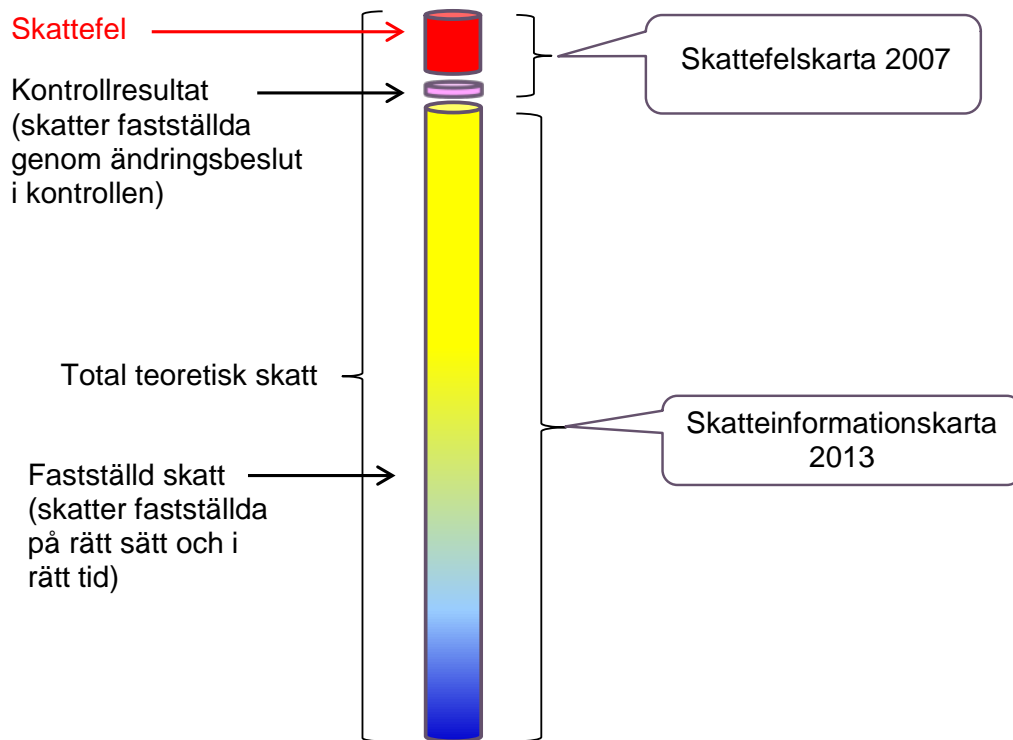 Skattefel
Skattefelskarta 2007
Kontrollresultat
(skatter fastställda
genom ändringsbeslut
i kontrollen)
Total teoretisk skatt
Skatteinformationskarta
2013
Fastställd skatt
(skatter fastställda
på rätt sätt och i
rätt tid)